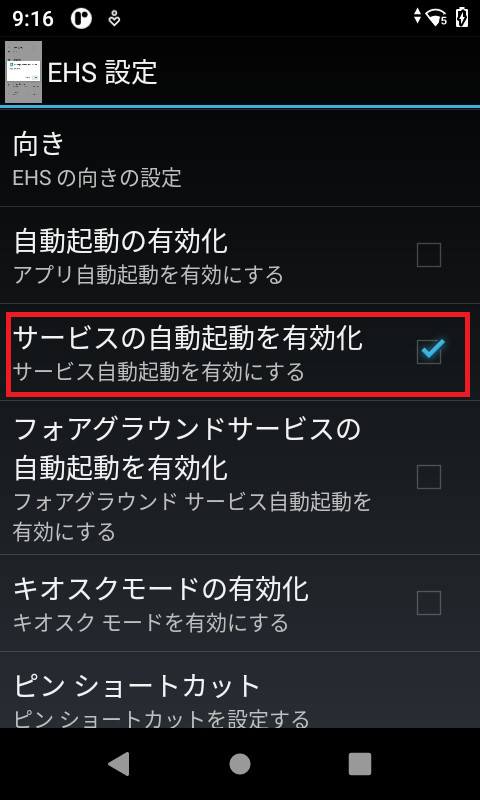 9:16
5
EHS 設定
向き
EHS の向きの設定
自動起動の有効化
アプリ自動起動を有効にする
サービスの自動起動を有効化
サービス自動起動を有効にする
フォアグラウンドサービスの
自動起動を有効化
フォアグラウンド サービス自動起動を
有効にする
キオスクモードの有効化
キオスク モードを有効にする
ピン ショートカット
ピン ショートカットを設定する